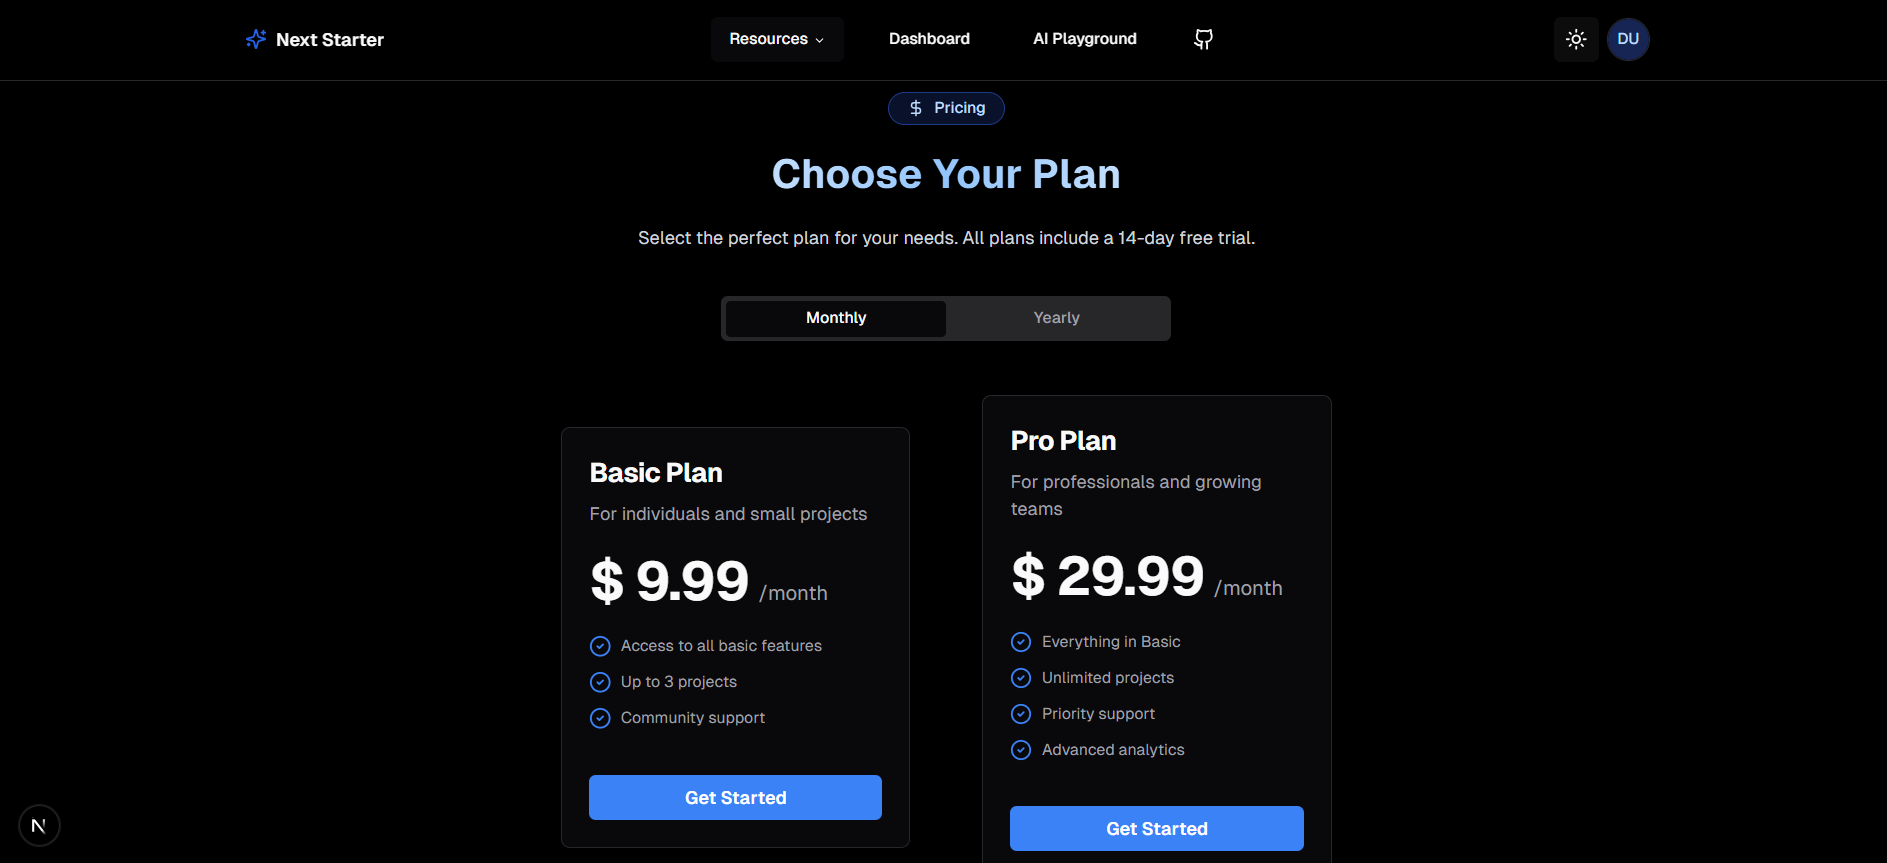 Next Starter
Resources
Dashboard
AI Playground
DU
$ Pricing
Choose Your Plan
Select the perfect plan for your needs. All plans include a 14-day free trial.
Monthly
Yearly
Basic Plan
For individuals and small projects
$ 9.99 /month
Access to all basic features
Up to 3 projects
Community support
Get Started
Pro Plan
For professionals and growing
teams
$ 29.99 /month
Everything in Basic
Unlimited projects
Priority support
Advanced analytics
Get Started
N